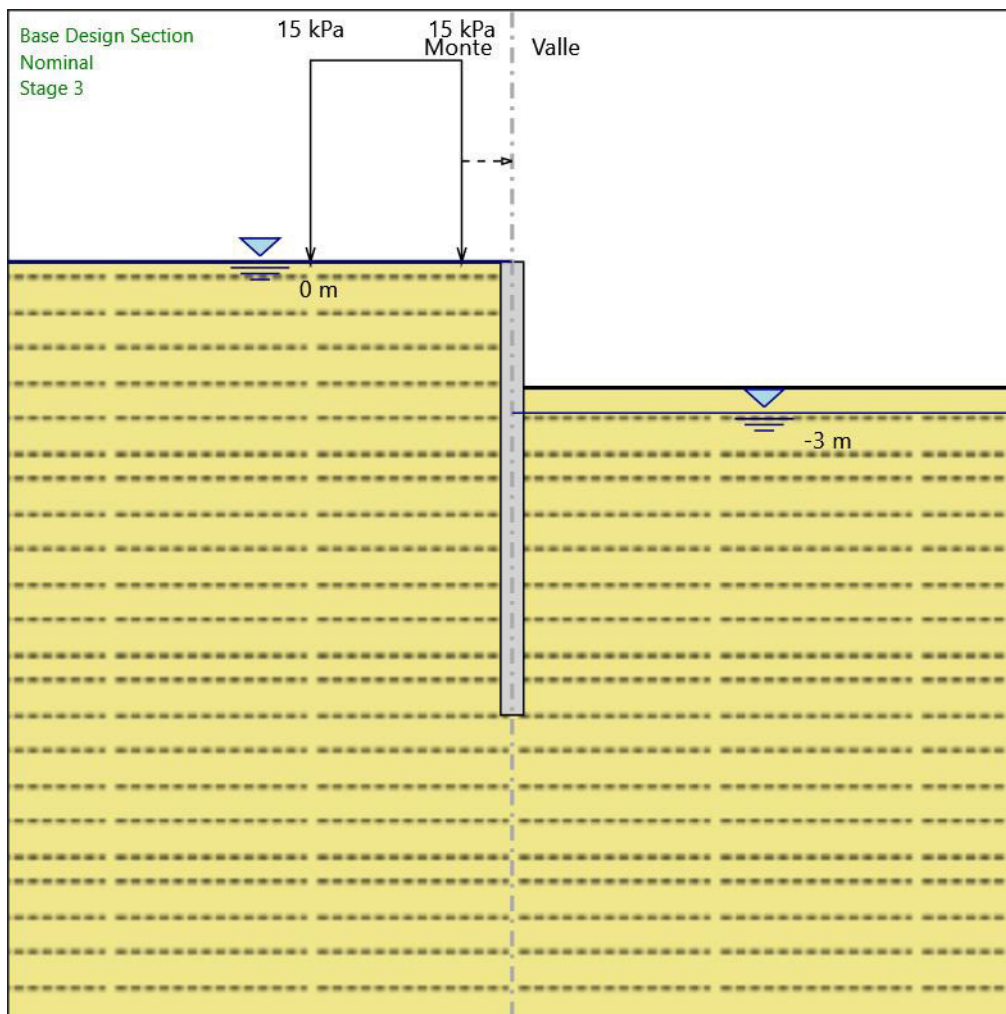 Base Design Section
Nominal
Stage 3
15 kPa
15 kPa
Monte
Valle
0 m
-3 m